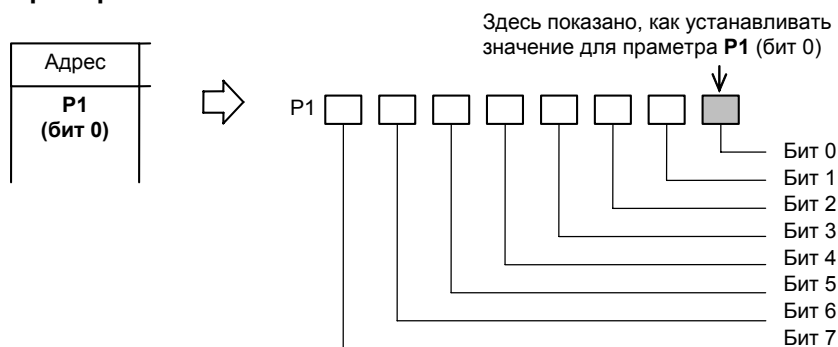 Здесь показано, как устанавливать
значение для праметра P1 (бит 0)
Адрес
P1
(бит 0)
P1
Бит 0
Бит 1
Бит 2
Бит 3
Бит 4
Бит 5
Бит 6
Бит 7